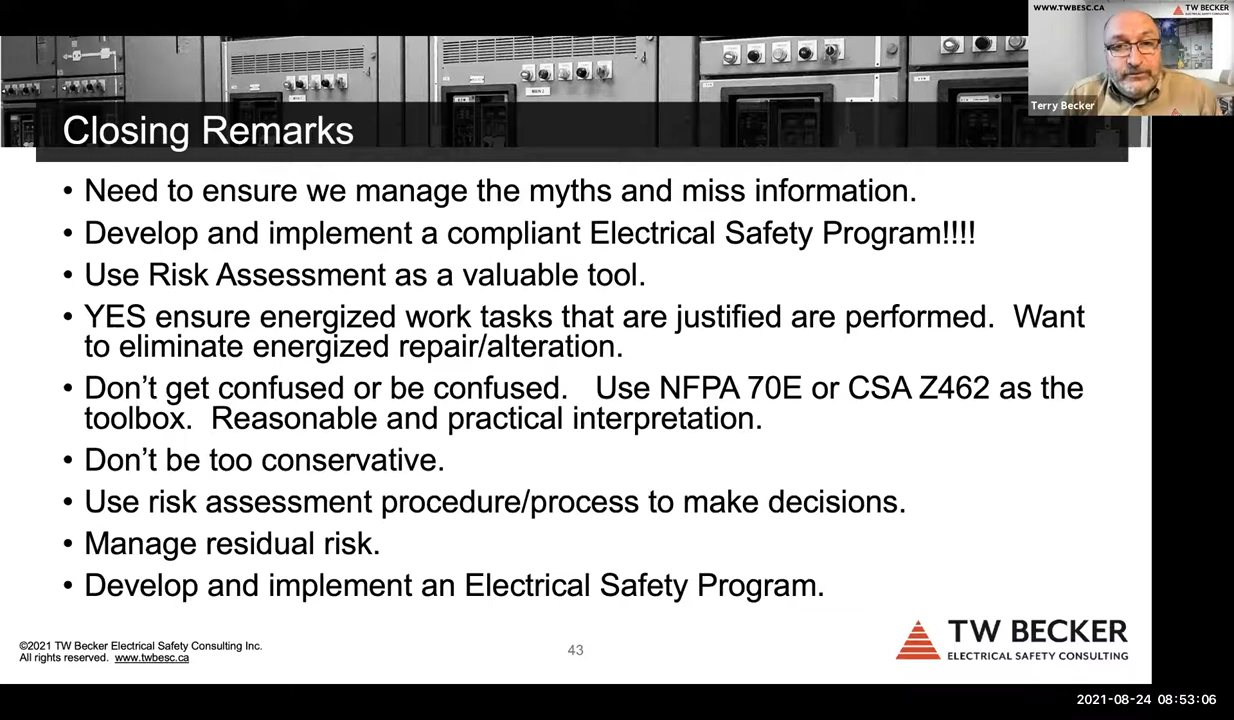 WWW.TWBESC.CA
TW BECKER
ELECTRICAL SAFETY CONSULTING
Terry Becker
Closing Remarks
• Need to ensure we manage the myths and miss information.
• Develop and implement a compliant Electrical Safety Program!!!!
• Use Risk Assessment as a valuable tool.
• YES ensure energized work tasks that are justified are performed.  Want
to eliminate energized repair/alteration.
• Don’t get confused or be confused.   Use NFPA 70E or CSA Z462 as the
toolbox.  Reasonable and practical interpretation.
• Don’t be too conservative.
• Use risk assessment procedure/process to make decisions.
• Manage residual risk.
• Develop and implement an Electrical Safety Program.
©2021 TW Becker Electrical Safety Consulting Inc.
All rights reserved.  www.twbesc.ca
43
TW BECKER
ELECTRICAL SAFETY CONSULTING
2021-08-24 08:53:06